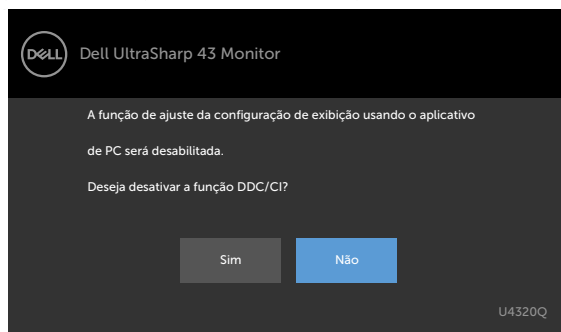 DELL Dell UltraSharp 43 Monitor
A função de ajuste da configuração de exibição usando o aplicativo
de PC será desabilitada.
Deseja desativar a função DDC/CI?
Sim Não
U4320Q